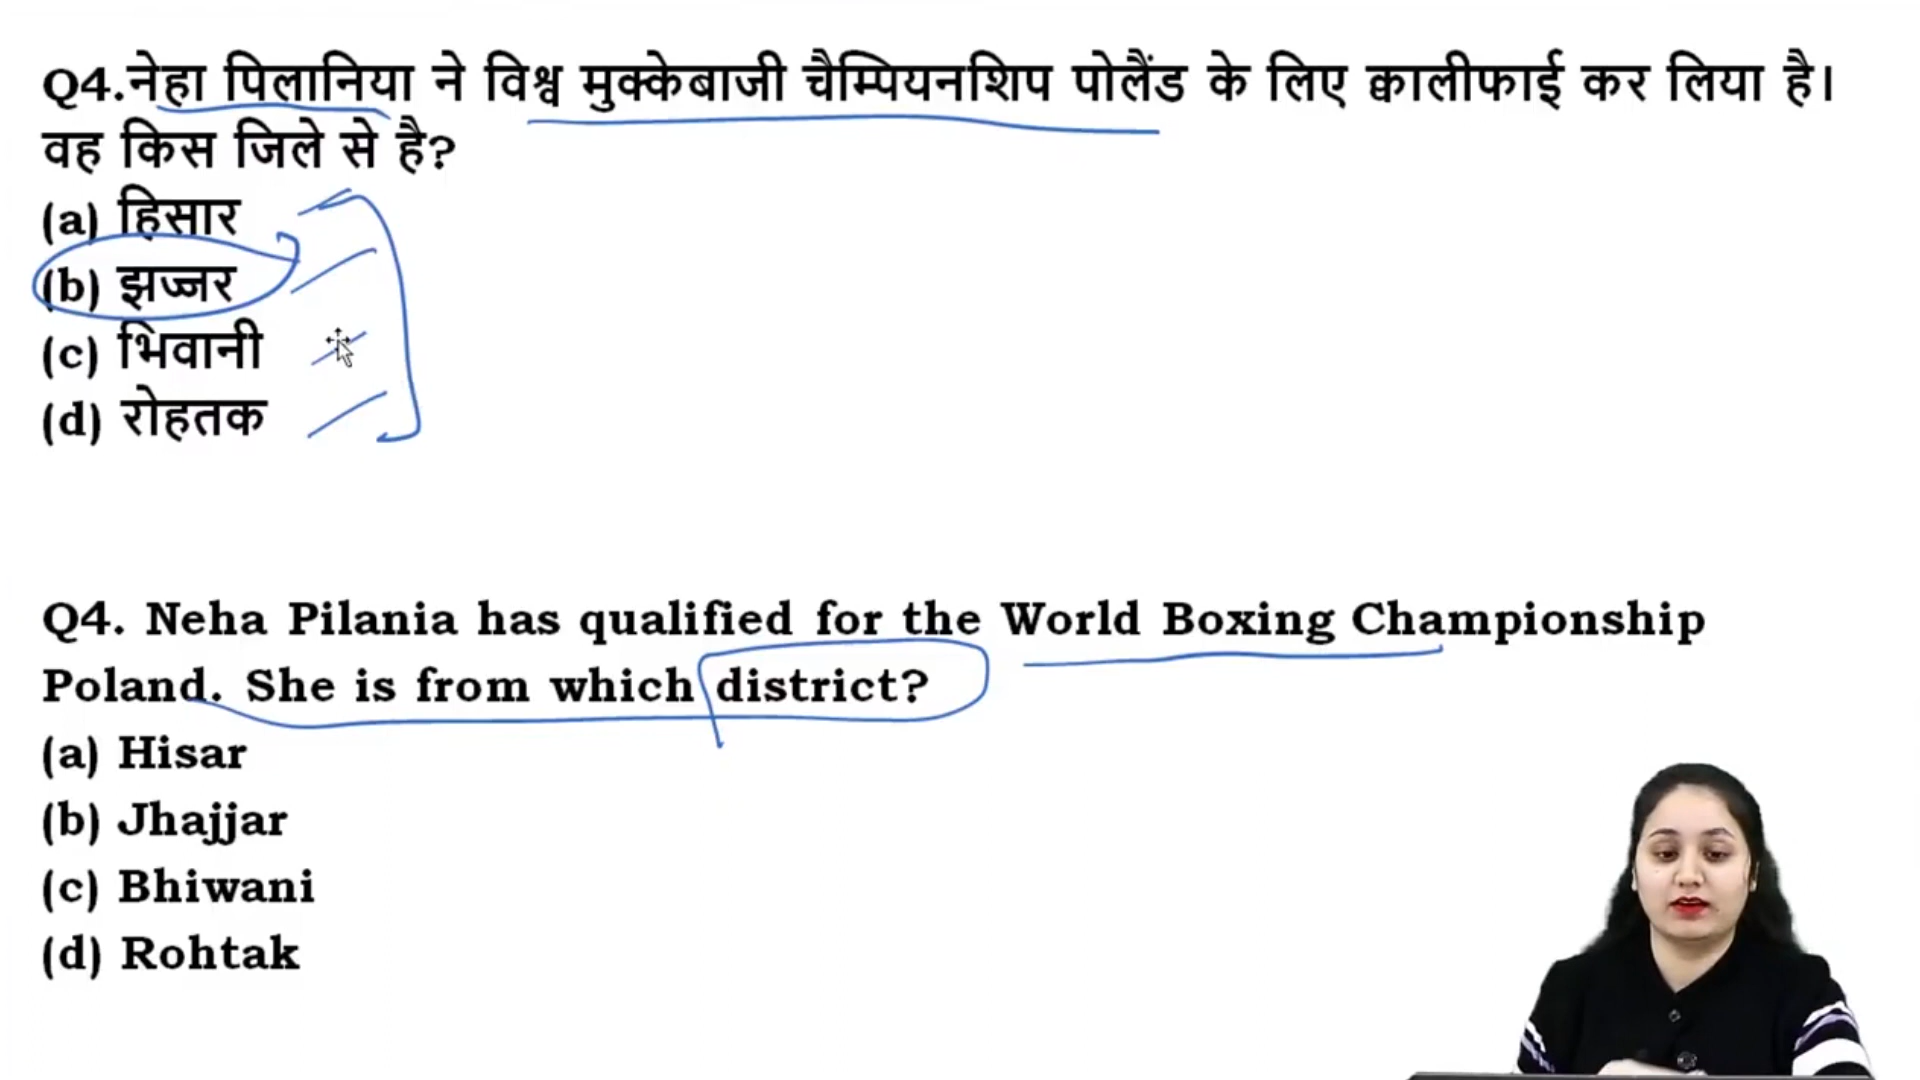 Q4.नेहा पिलानिया ने विश्व मुक्केबाजी चैम्पियनशिप पोलैंड के लिए क्वालीफाई कर लिया है।
वह किस जिले से है?
(a) हिसार
(b) झज्जर
(c) भिवानी
(d) रोहतक
Q4. Neha Pilania has qualified for the World Boxing Championship
Poland. She is from which district?
(a) Hisar
(b) Jhajjar
(c) Bhiwani
(d) Rohtak